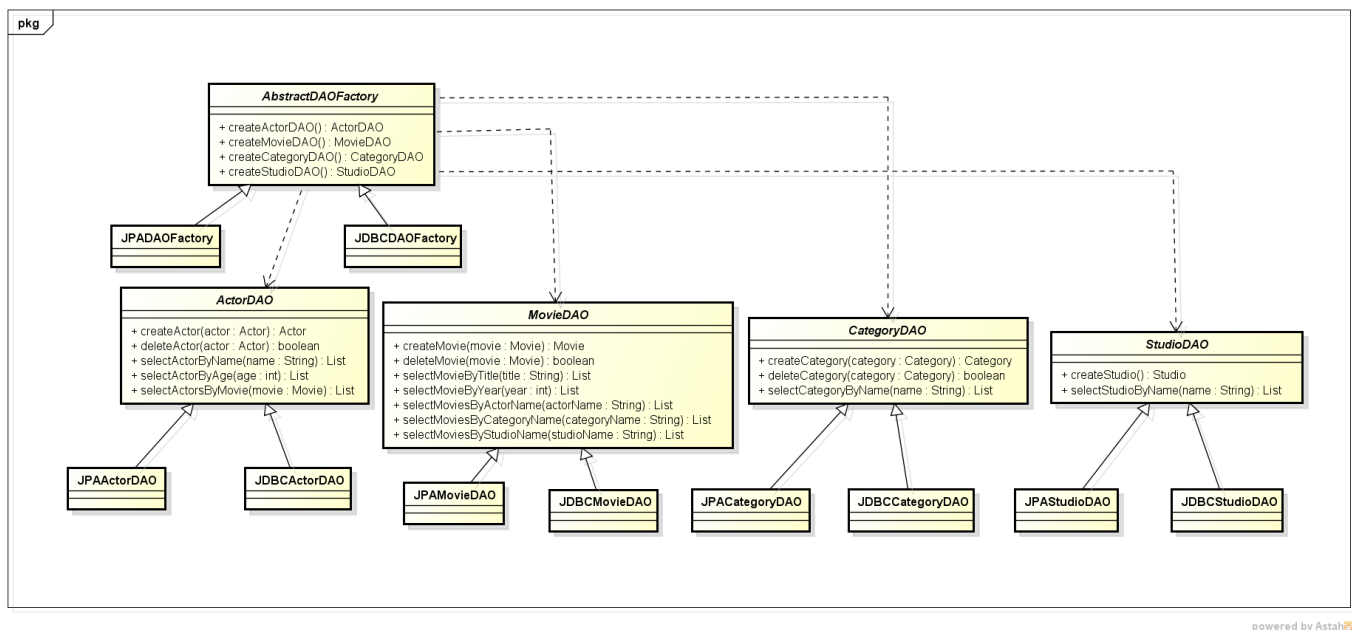 pkg
AbstractDAOFactory
+ createActorDAO() : ActorDAO
+ createMovieDAO() : MovieDAO
+ createCategoryDAO() : CategoryDAO
+ createStudioDAO() : StudioDAO
JPADAOFactory
JDBCDAOFactory
ActorDAO
+ createActor(actor : Actor) : Actor
+ deleteActor(actor : Actor) : boolean
+ selectActorByName(name : String) : List
+ selectActorByAge(age : int) : List
+ selectActorsByMovie(movie : Movie) : List
MovieDAO
+ createMovie(movie : Movie) : Movie
+ deleteMovie(movie : Movie) : boolean
+ selectMovieByTitle(title : String) : List
+ selectMovieByYear(year : int) : List
+ selectMoviesByActorName(actorName : String) : List
+ selectMoviesByCategoryName(categoryName : String) : List
+ selectMoviesByStudioName(studioName : String) : List
CategoryDAO
+ createCategory(category : Category) : Category
+ deleteCategory(category : Category) : boolean
+ selectCategoryByName(name : String) : List
StudioDAO
+ createStudio() : Studio
+ selectStudioByName(name : String) : List
JPAActorDAO
JDBCActorDAO
JPAMovieDAO
JDBCMovieDAO
JPACategoryDAO
JDBCCategoryDAO
JPAStudioDAO
JDBCStudioDAO
powered by Astah